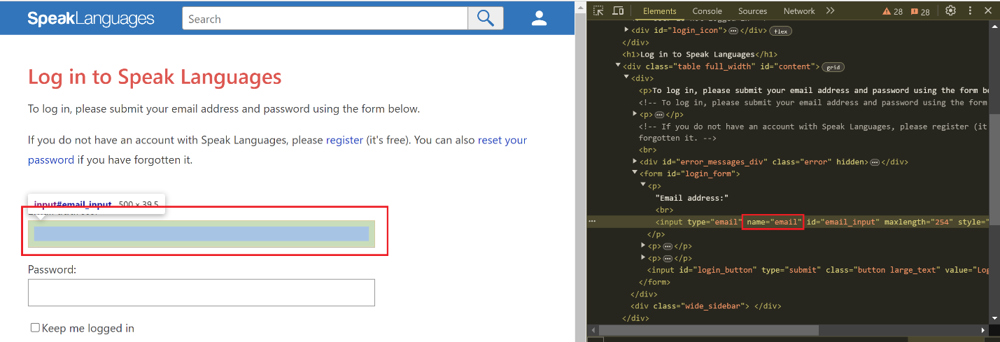 SpeakLanguages
Search
Log in to Speak Languages
To log in, please submit your email address and password using the form below.
If you do not have an account with Speak Languages, please register (it's free). You can also reset your
password if you have forgotten it.
input#email_input 500 × 39.5
Email address:
Password:
Keep me logged in
Elements Console Sources Network 28 28
<div id="login_icon"> </div> flex
</div>
<h1>Log in to Speak Languages</h1>
<div class="table full_width" id="content"> grid
<div>
<p>To log in, please submit your email address and password using the form be
<!-- To log in, please submit your email address and password using the form
<p> </p>
<!-- If you do not have an account with Speak Languages, please register (it
forgotten it. -->
<br>
<div id="error_messages_div" class="error" hidden> </div>
<form id="login_form">
<p>
"Email address:"
<br>
<input type="email" name="email" id="email_input" maxlength="254" style="
</p>
<p> </p>
<p> </p>
<input id="login_button" type="submit" class="button large_text" value="Log
</form>
</div>
<div class="wide_sidebar"> </div>
</div>